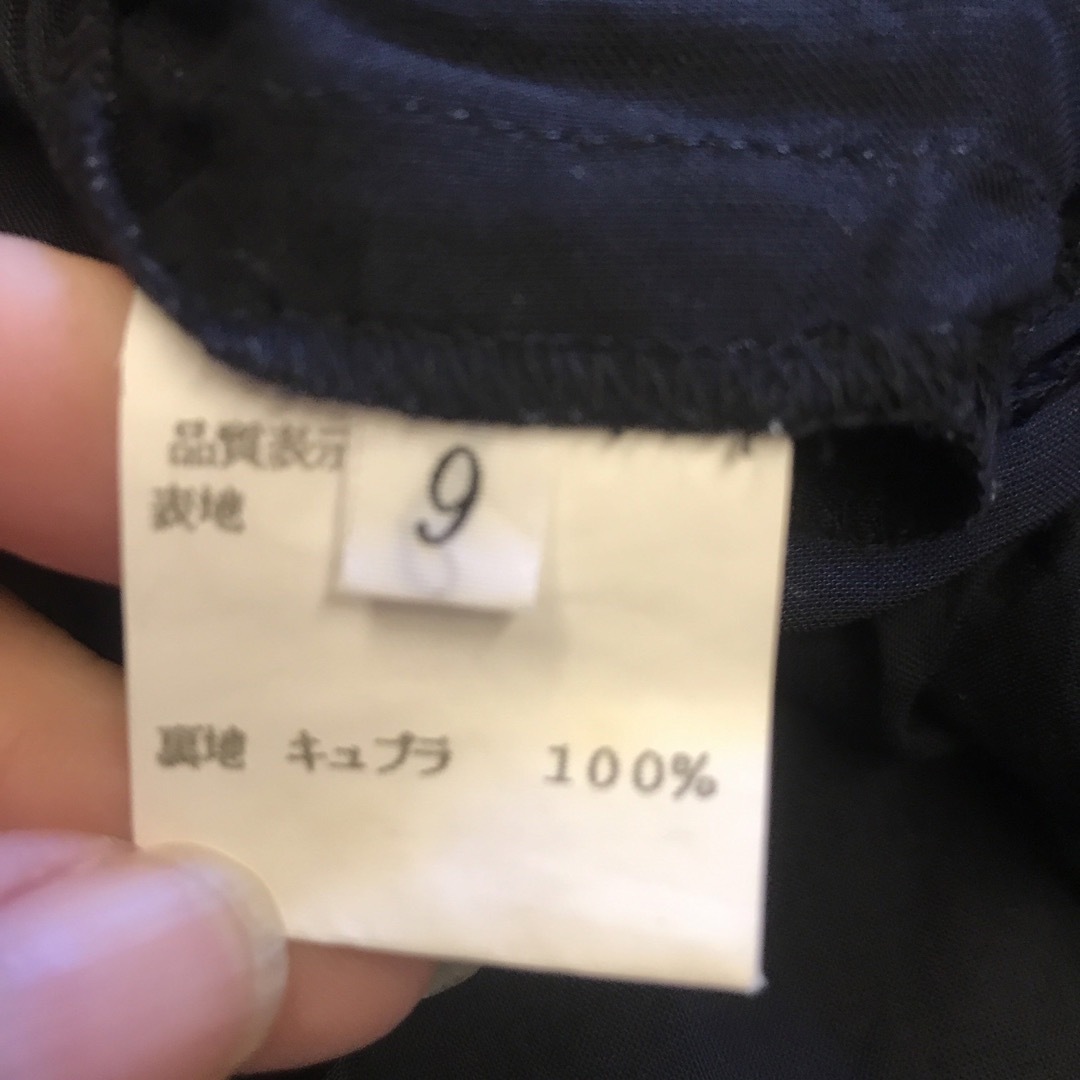 品質表示
9
表地
裏地 キュプラ 100%